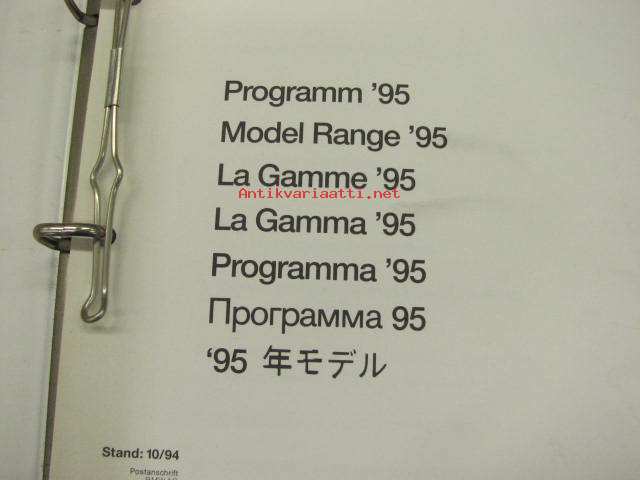 Programm '95
Model Range '95
La Gamme '95
Antikvariaatti.net
La Gamma '95
Programma '95
Программа 95
'95 年モデル
Stand: 10/94
Postanschrift